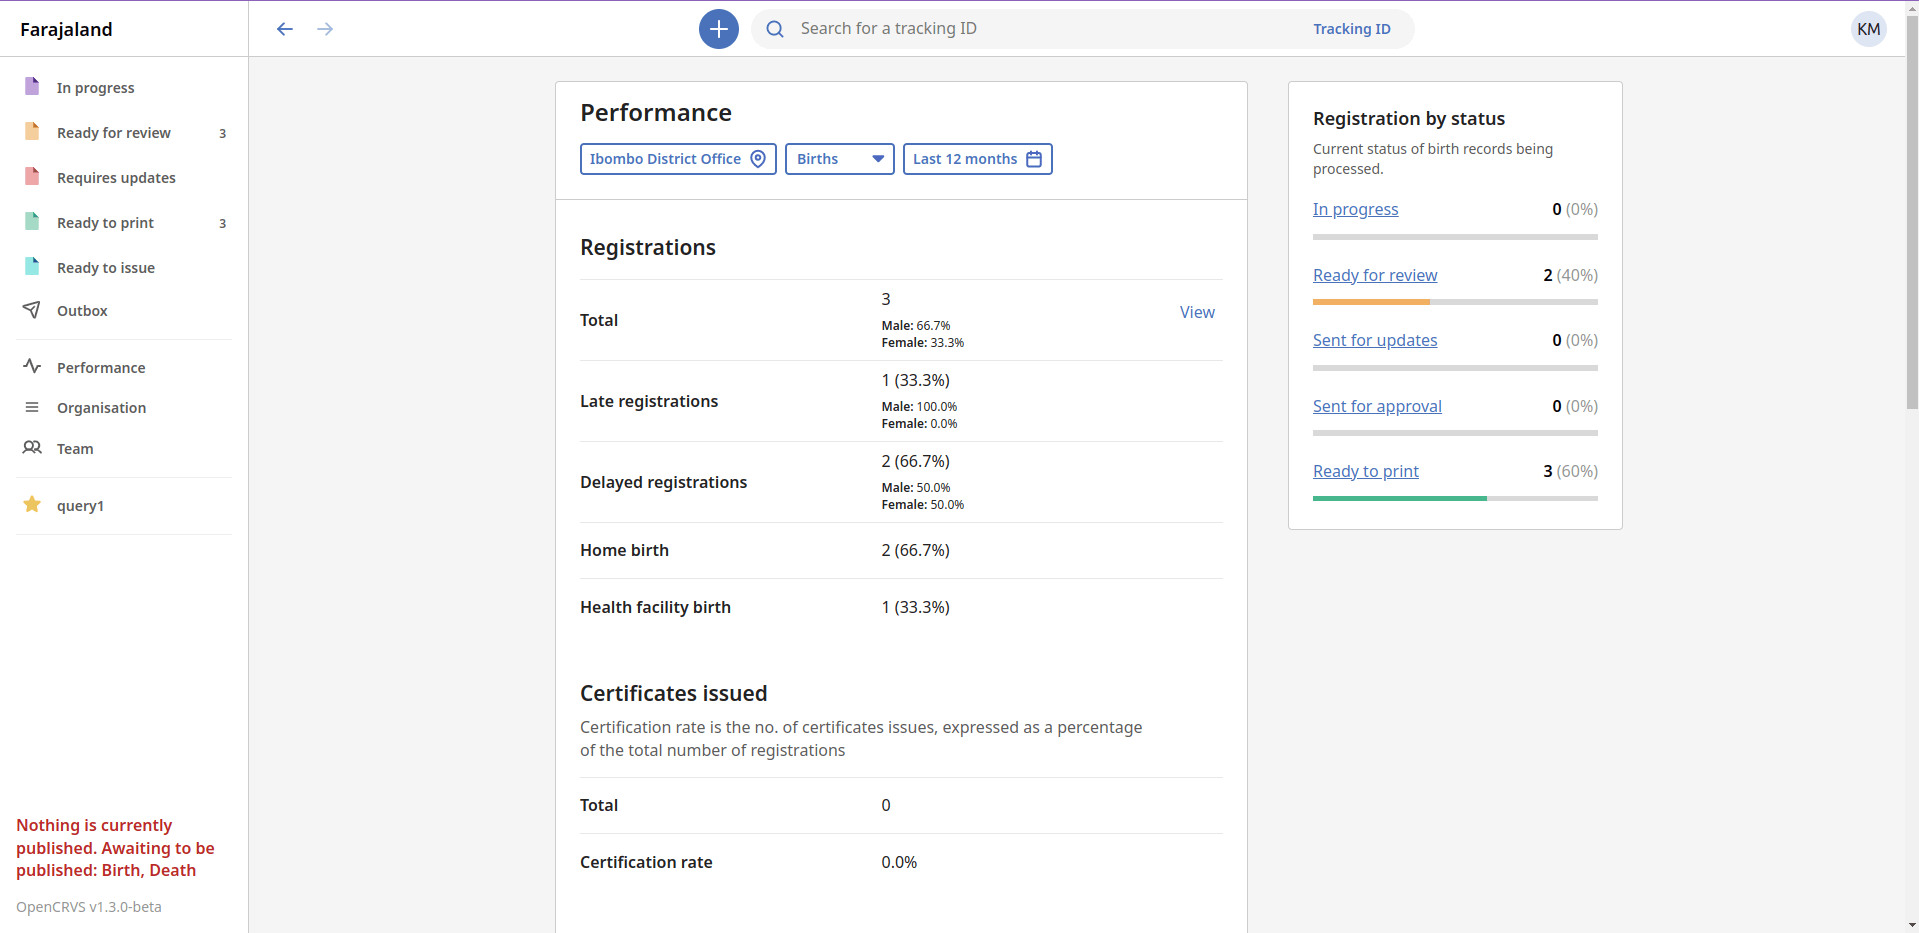 Farajaland
Search for a tracking ID
Tracking ID
KM
In progress
Ready for review 3
Requires updates
Ready to print 3
Ready to issue
Outbox
Performance
Organisation
Team
query1
Nothing is currently
published. Awaiting to be
published: Birth, Death
OpenCRVS v1.3.0-beta
Performance
Ibombo District Office
Births
Last 12 months
Registrations
Total
3
Male: 66.7%
Female: 33.3%
View
Late registrations
1 (33.3%)
Male: 100.0%
Female: 0.0%
Delayed registrations
2 (66.7%)
Male: 50.0%
Female: 50.0%
Home birth
2 (66.7%)
Health facility birth
1 (33.3%)
Certificates issued
Certification rate is the no. of certificates issues, expressed as a percentage
of the total number of registrations
Total
0
Certification rate
0.0%
Registration by status
Current status of birth records being
processed.
In progress 0 (0%)
Ready for review 2 (40%)
Sent for updates 0 (0%)
Sent for approval 0 (0%)
Ready to print 3 (60%)